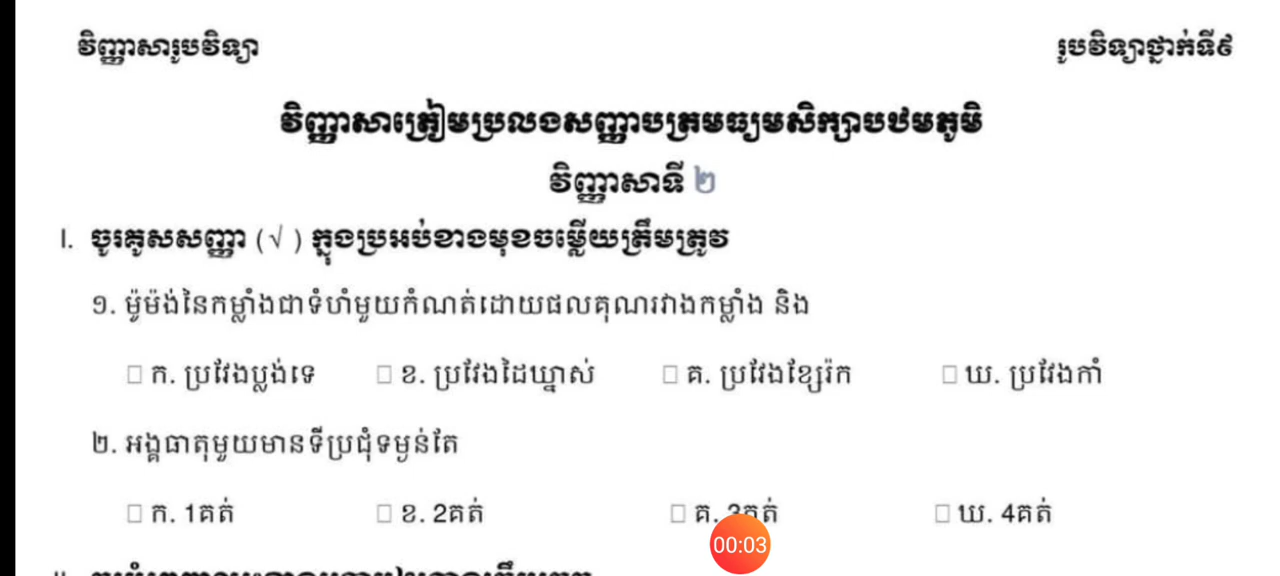 វិញ្ញាសារូបវិទ្យា រូបវិទ្យាថ្នាក់ទី៩
វិញ្ញាសាត្រៀមប្រលងសញ្ញាបត្រមធ្យមសិក្សាបឋមភូមិ
វិញ្ញាសាទី ២
I. ចូរគូសសញ្ញា (√ ) ក្នុងប្រអប់ខាងមុខចម្លើយត្រឹមត្រូវ
១. ម៉ូម៉ង់នៃកម្លាំងជាទំហំមួយកំណត់ដោយផលគុណរវាងកម្លាំង និង
□ ក. ប្រវែងប្លង់ទេ □ ខ. ប្រវែងដៃឃ្នាស់ □ គ. ប្រវែងខ្សែរ៉ក □ ឃ. ប្រវែងកាំ
២. អង្គធាតុមួយមានទីប្រជុំទម្ងន់តែ
□ ក. 1គត់ □ ខ. 2គត់ □ គ. 3គត់ □ ឃ. 4គត់
00:03